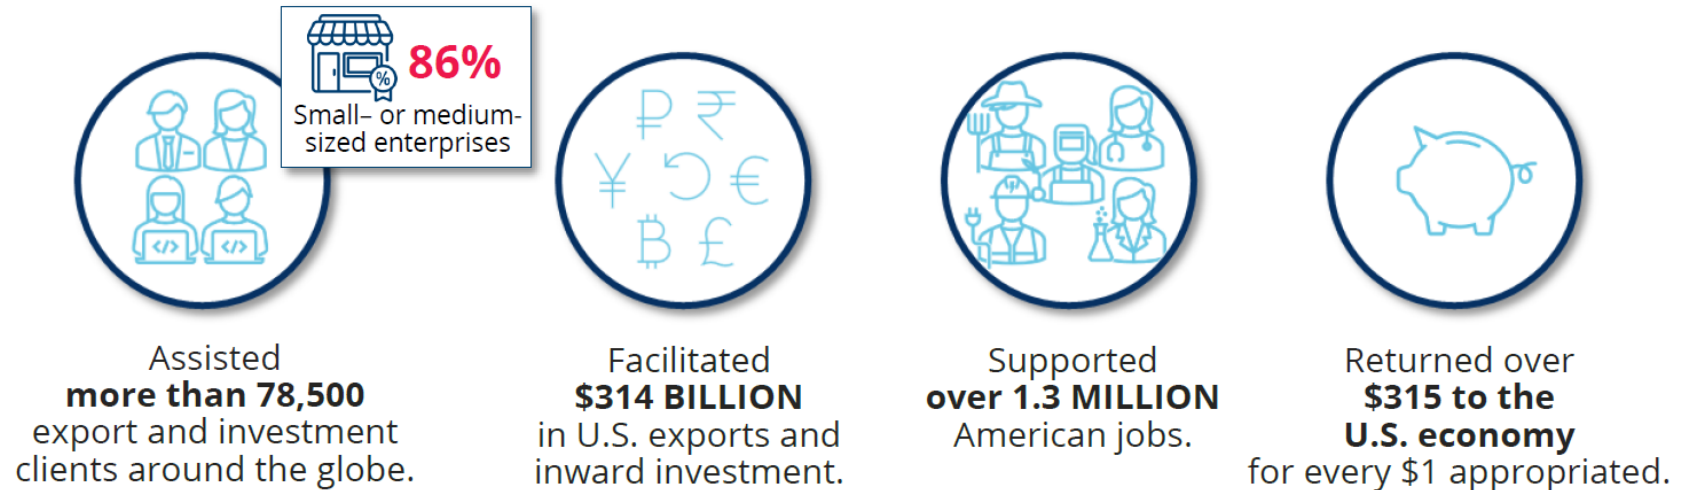 86%
Small– or medium-
sized enterprises
Assisted
more than 78,500
export and investment
clients around the globe.
Facilitated
$314 BILLION
in U.S. exports and
inward investment.
Supported
over 1.3 MILLION
American jobs.
Returned over
$315 to the
U.S. economy
for every $1 appropriated.